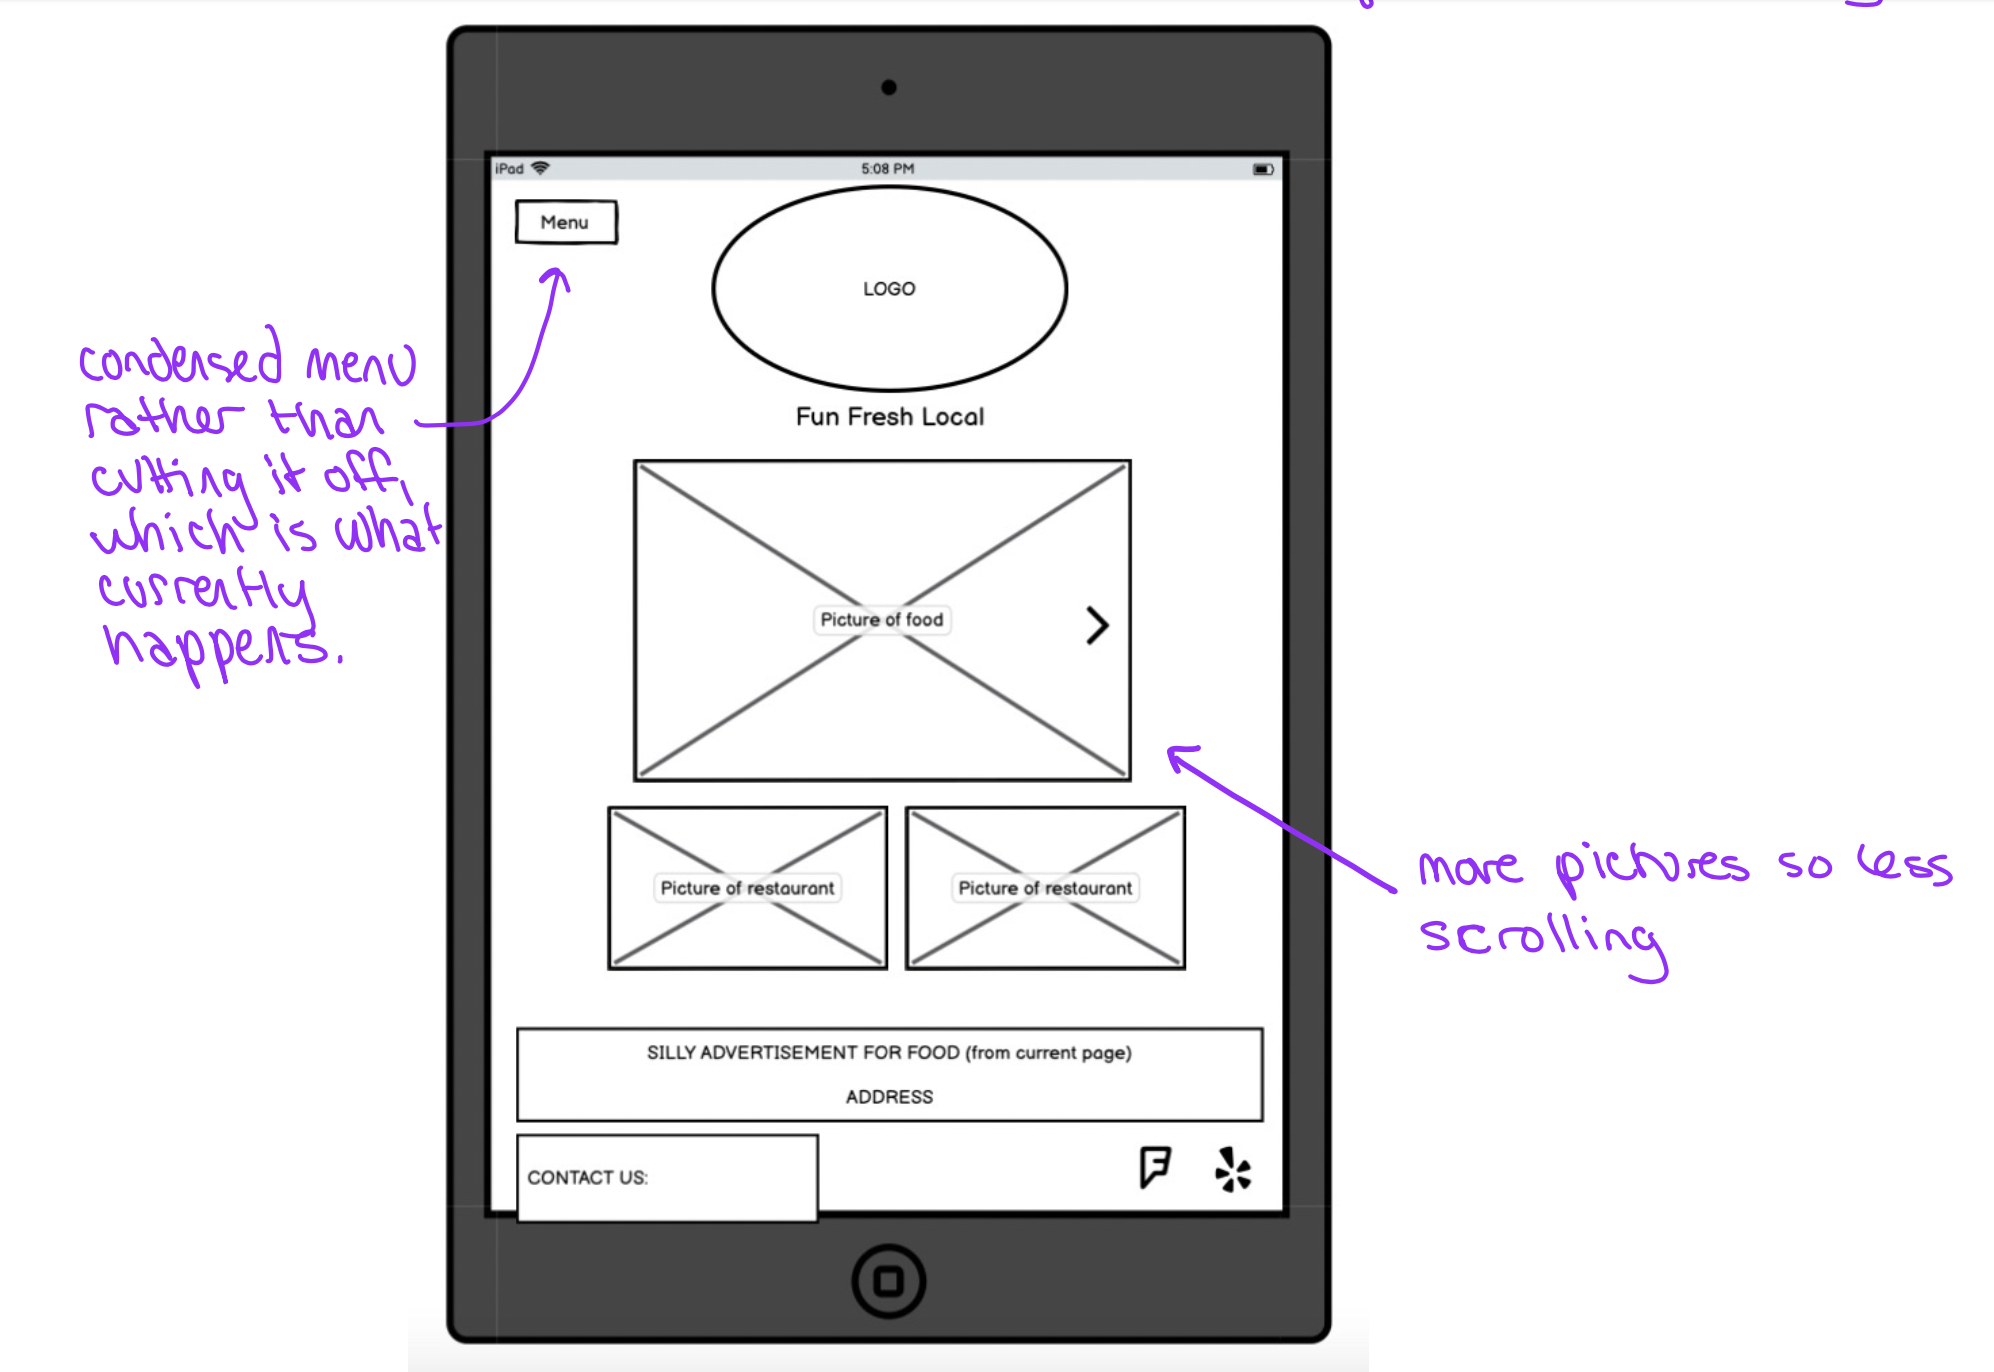 iPad 5:08 PM
Menu
LOGO
Fun Fresh Local
condensed menu
rather than
cutting it off,
which is what
currently
happens.
Picture of food
more pictures so less
scrolling
Picture of restaurant Picture of restaurant
SILLY ADVERTISEMENT FOR FOOD (from current page)
ADDRESS
CONTACT US: